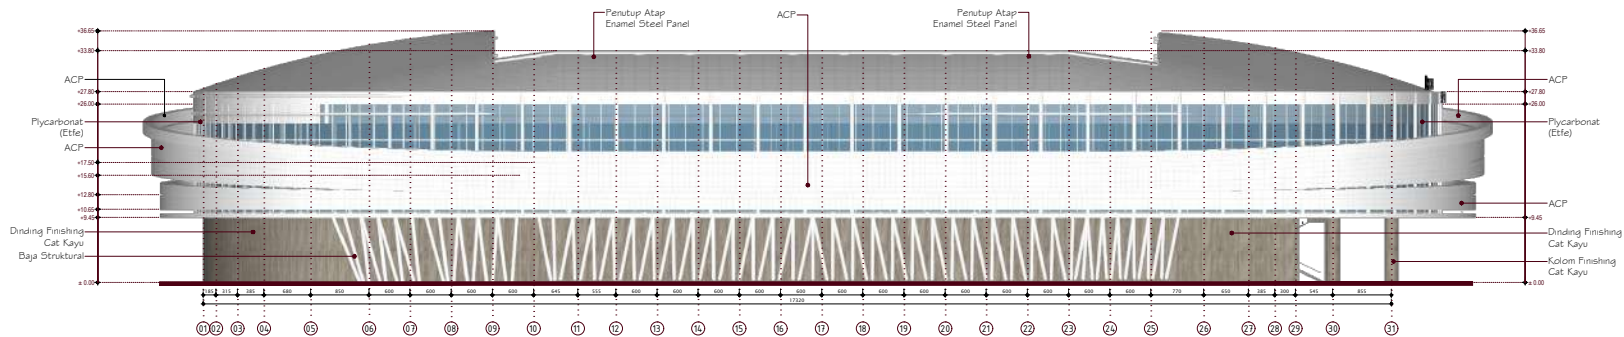 Penutup Atap
Enamel Steel Panel
ACP
Penutup Atap
Enamel Steel Panel
+36.65
+33.80
ACP
+27.80
+26.00
Plycarbonat
(Etfe)
ACP
+17.50
+15.60
+12.80
+10.65
+9.45
Dinding Finishing
Cat Kayu
Baja Struktural
± 0.00
+36.65
+33.80
ACP
+27.80
+26.00
Plycarbonat
(Etfe)
ACP
+9.45
Dinding Finishing
Cat Kayu
Kolom Finishing
Cat Kayu
± 0.00
185 315 385 680 850 600 600 600 600 645 555 600 600 600 600 600 600 600 600 600 600 600 600 600 770 650 385 300 545 855
17320
01 02 03 04 05 06 07 08 09 10 11 12 13 14 15 16 17 18 19 20 21 22 23 24 25 26 27 28 29 30 31